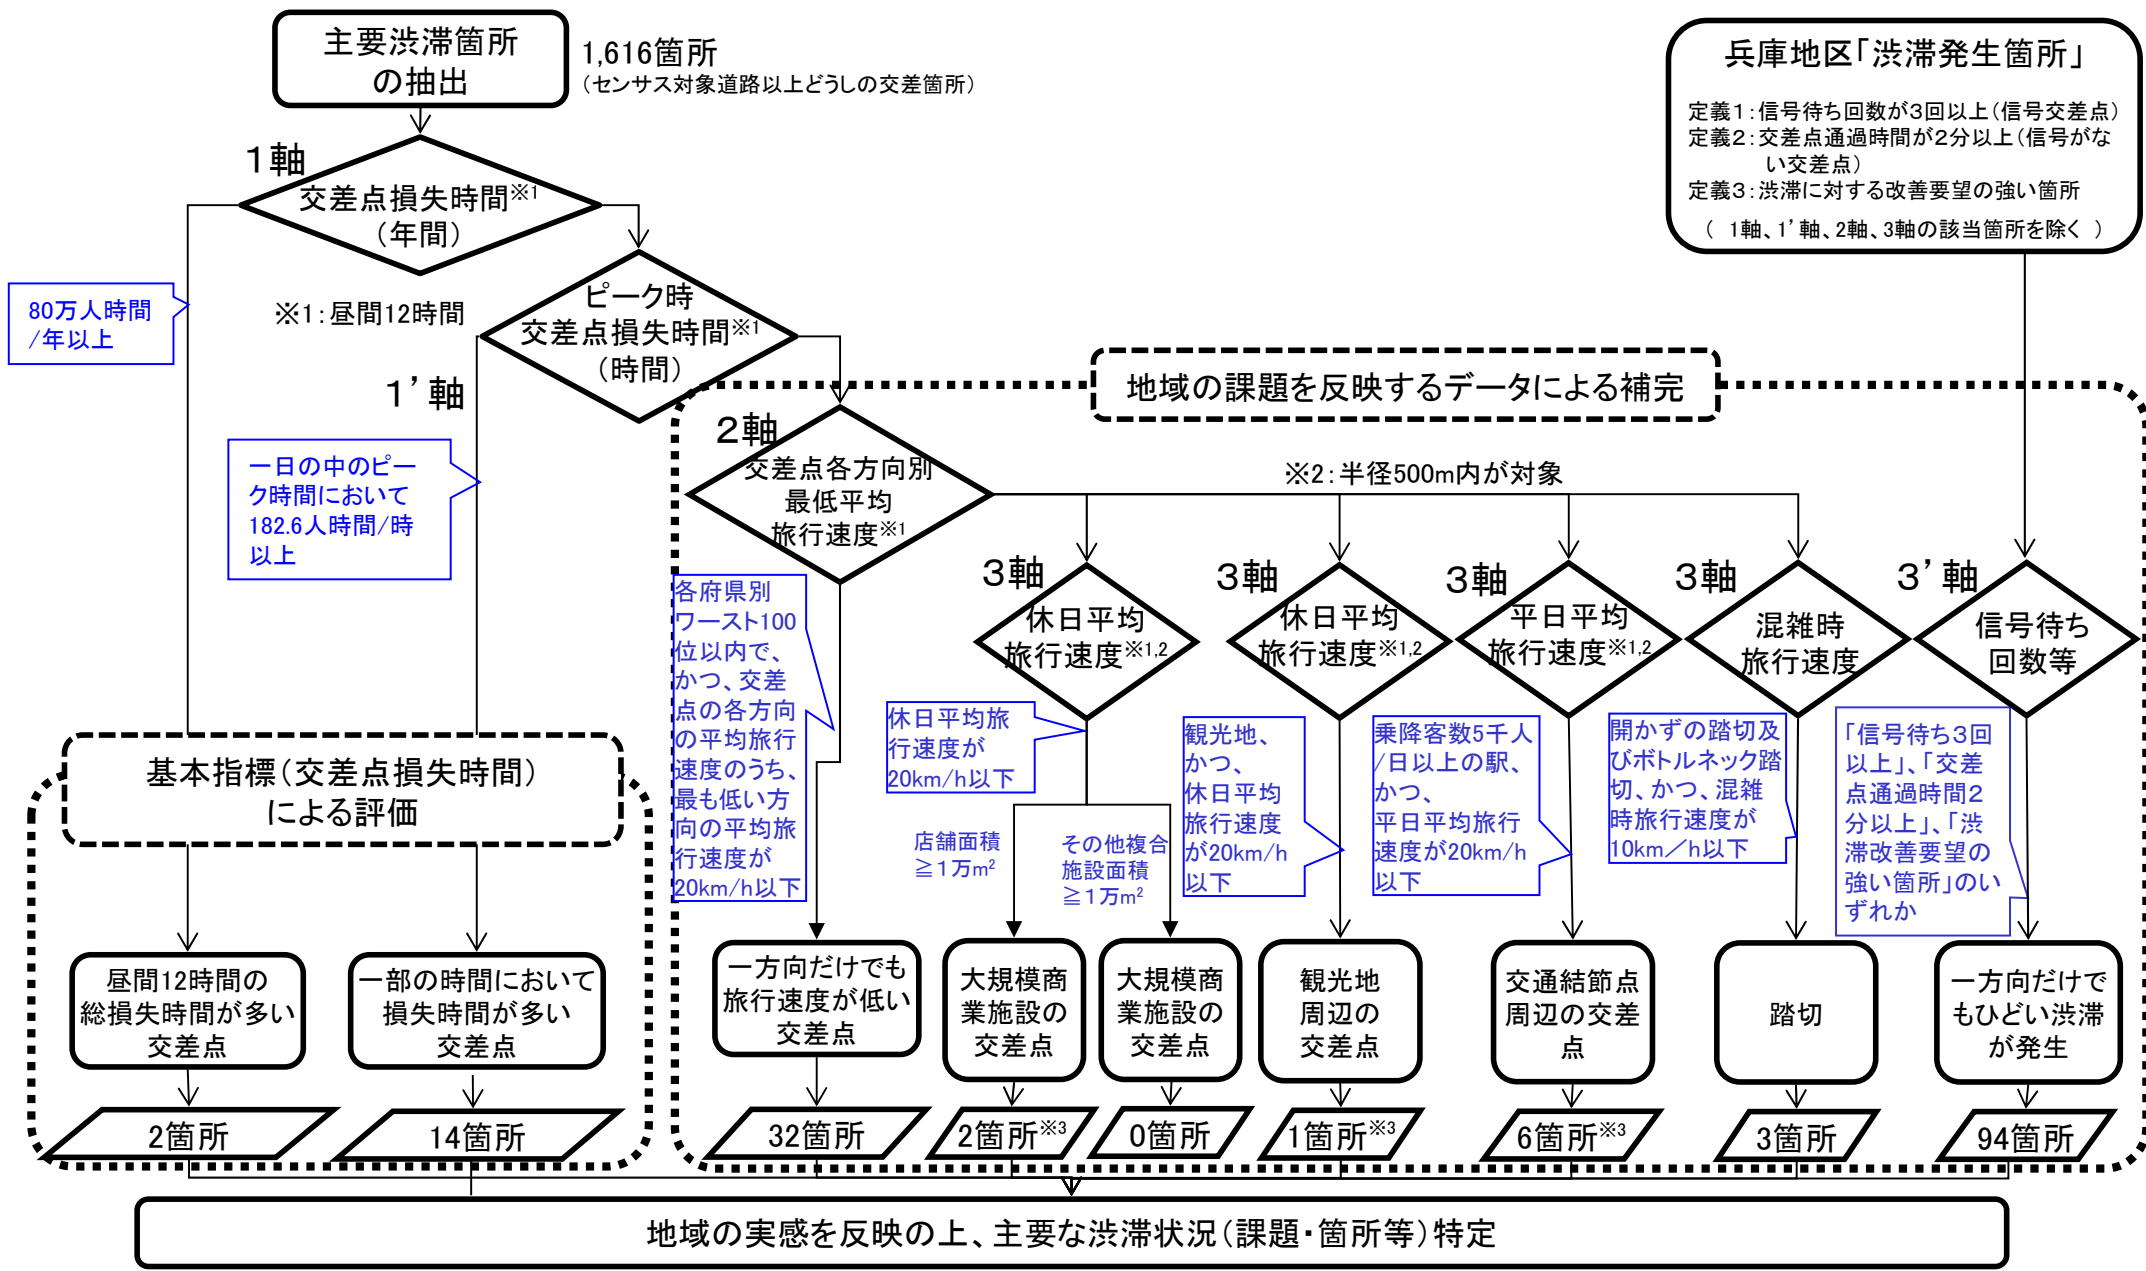 主要渋滞箇所
の抽出
1,616箇所
（センサス対象道路以上どうしの交差箇所）
兵庫地区「渋滞発生箇所」
定義１：信号待ち回数が３回以上（信号交差点）
定義２：交差点通過時間が２分以上（信号がな
い交差点）
定義３：渋滞に対する改善要望の強い箇所
（ 1軸、1’軸、2軸、3軸の該当箇所を除く ）
１軸
交差点損失時間※1
（年間）
80万人時間
/年以上
※1：昼間12時間
ピーク時
交差点損失時間※1
（時間）
１’軸
一日の中のピー
ク時間において
182.6人時間/時
以上
地域の課題を反映するデータによる補完
２軸
交差点各方向別
最低平均
旅行速度※1
※2：半径500m内が対象
各府県別
ワースト100
位以内で、
かつ、交差
点の各方向
の平均旅行
速度のうち、
最も低い方
向の平均旅
行速度が
20km/h以下
３軸
休日平均
旅行速度※1,2
休日平均旅
行速度が
20km/h以下
店舗面積
≧１万m²
その他複合
施設面積
≧１万m²
３軸
休日平均
旅行速度※1,2
観光地、
かつ、
休日平均
旅行速度
が20km/h
以下
３軸
平日平均
旅行速度※1,2
乗降客数5千人
/日以上の駅、
かつ、
平日平均旅行
速度が20km/h
以下
３軸
混雑時
旅行速度
開かずの踏切及
びボトルネック踏
切、かつ、混雑
時旅行速度が
10km／h以下
３’軸
信号待ち
回数等
「信号待ち３回
以上」、「交差
点通過時間２
分以上」、「渋
滞改善要望の
強い箇所」のい
ずれか
基本指標（交差点損失時間）
による評価
昼間12時間の
総損失時間が多い
交差点
一部の時間において
損失時間が多い
交差点
一方向だけでも
旅行速度が低い
交差点
大規模商
業施設の
交差点
大規模商
業施設の
交差点
観光地
周辺の
交差点
交通結節点
周辺の交差
点
踏切
一方向だけで
もひどい渋滞
が発生
2箇所
14箇所
32箇所
2箇所※3
0箇所
1箇所※3
6箇所※3
3箇所
94箇所
地域の実感を反映の上、主要な渋滞状況（課題・箇所等）特定